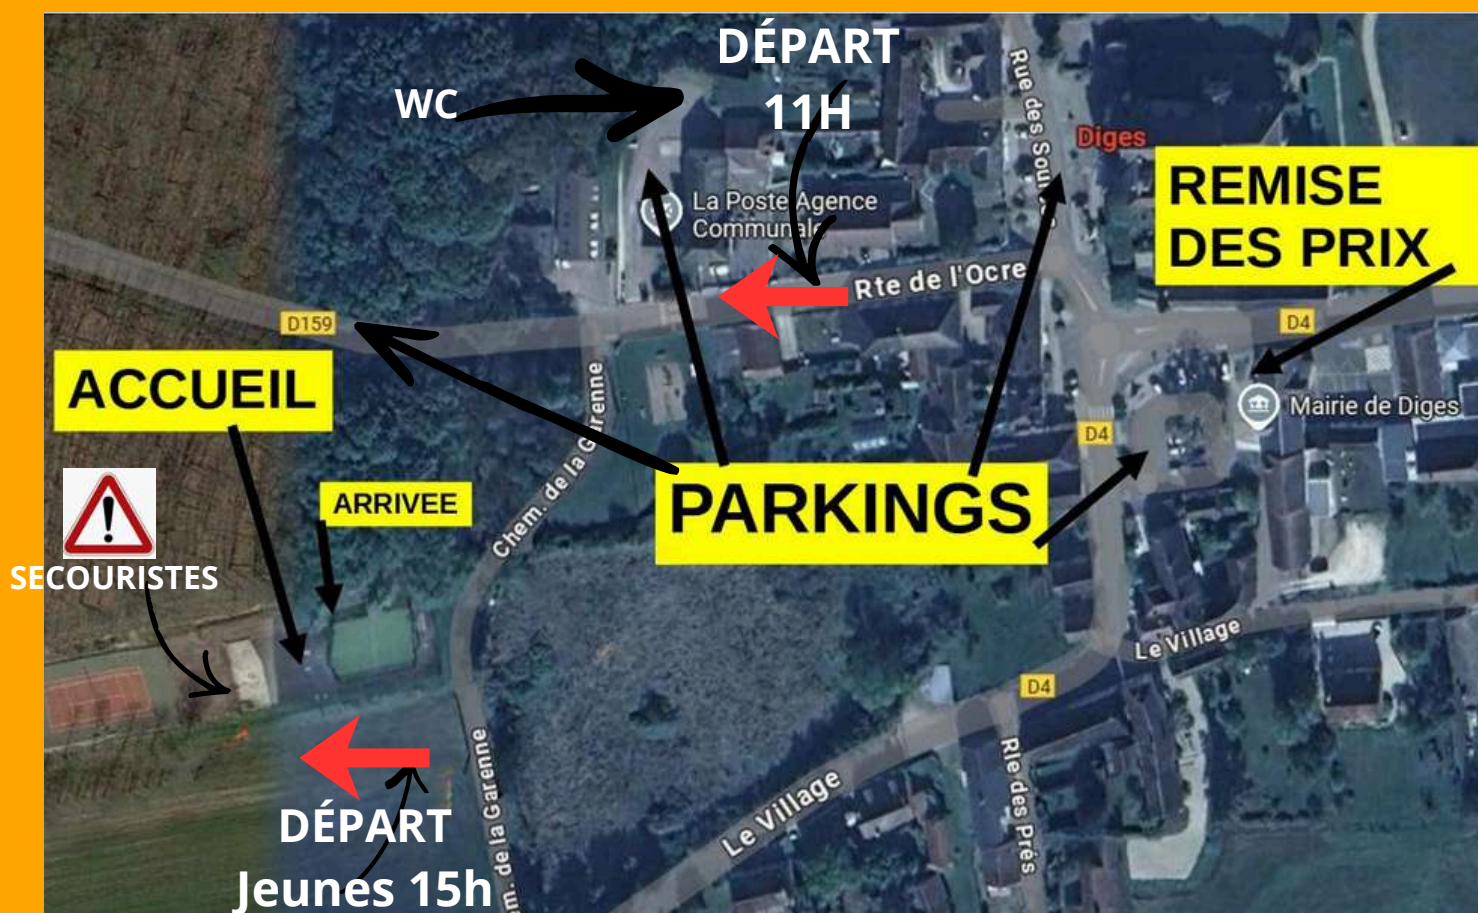 DÉPART
11H
WC
Rue des Sou
Diges
La Poste Agence
Communale
REMISE
DES PRIX
Rte de l'Ocre
D159
D4
ACCUEIL
Chem. de la Garenne
Mairie de Diges
D4
PARKINGS
ARRIVEE
SECOURISTES
Le Village
D4
DÉPART
Jeunes 15h
m. de la Garenne
Le Village
Rle des Prés